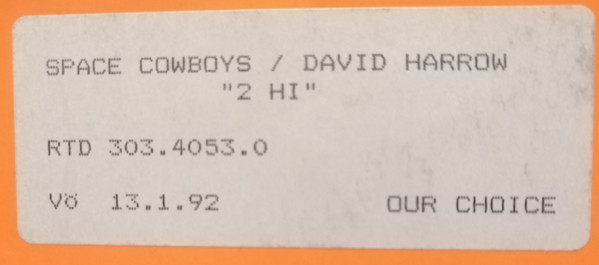 SPACE COWBOYS / DAVID HARROW
"2 HI"
RTD 303.4053.0
Vö 13.1.92 OUR CHOICE